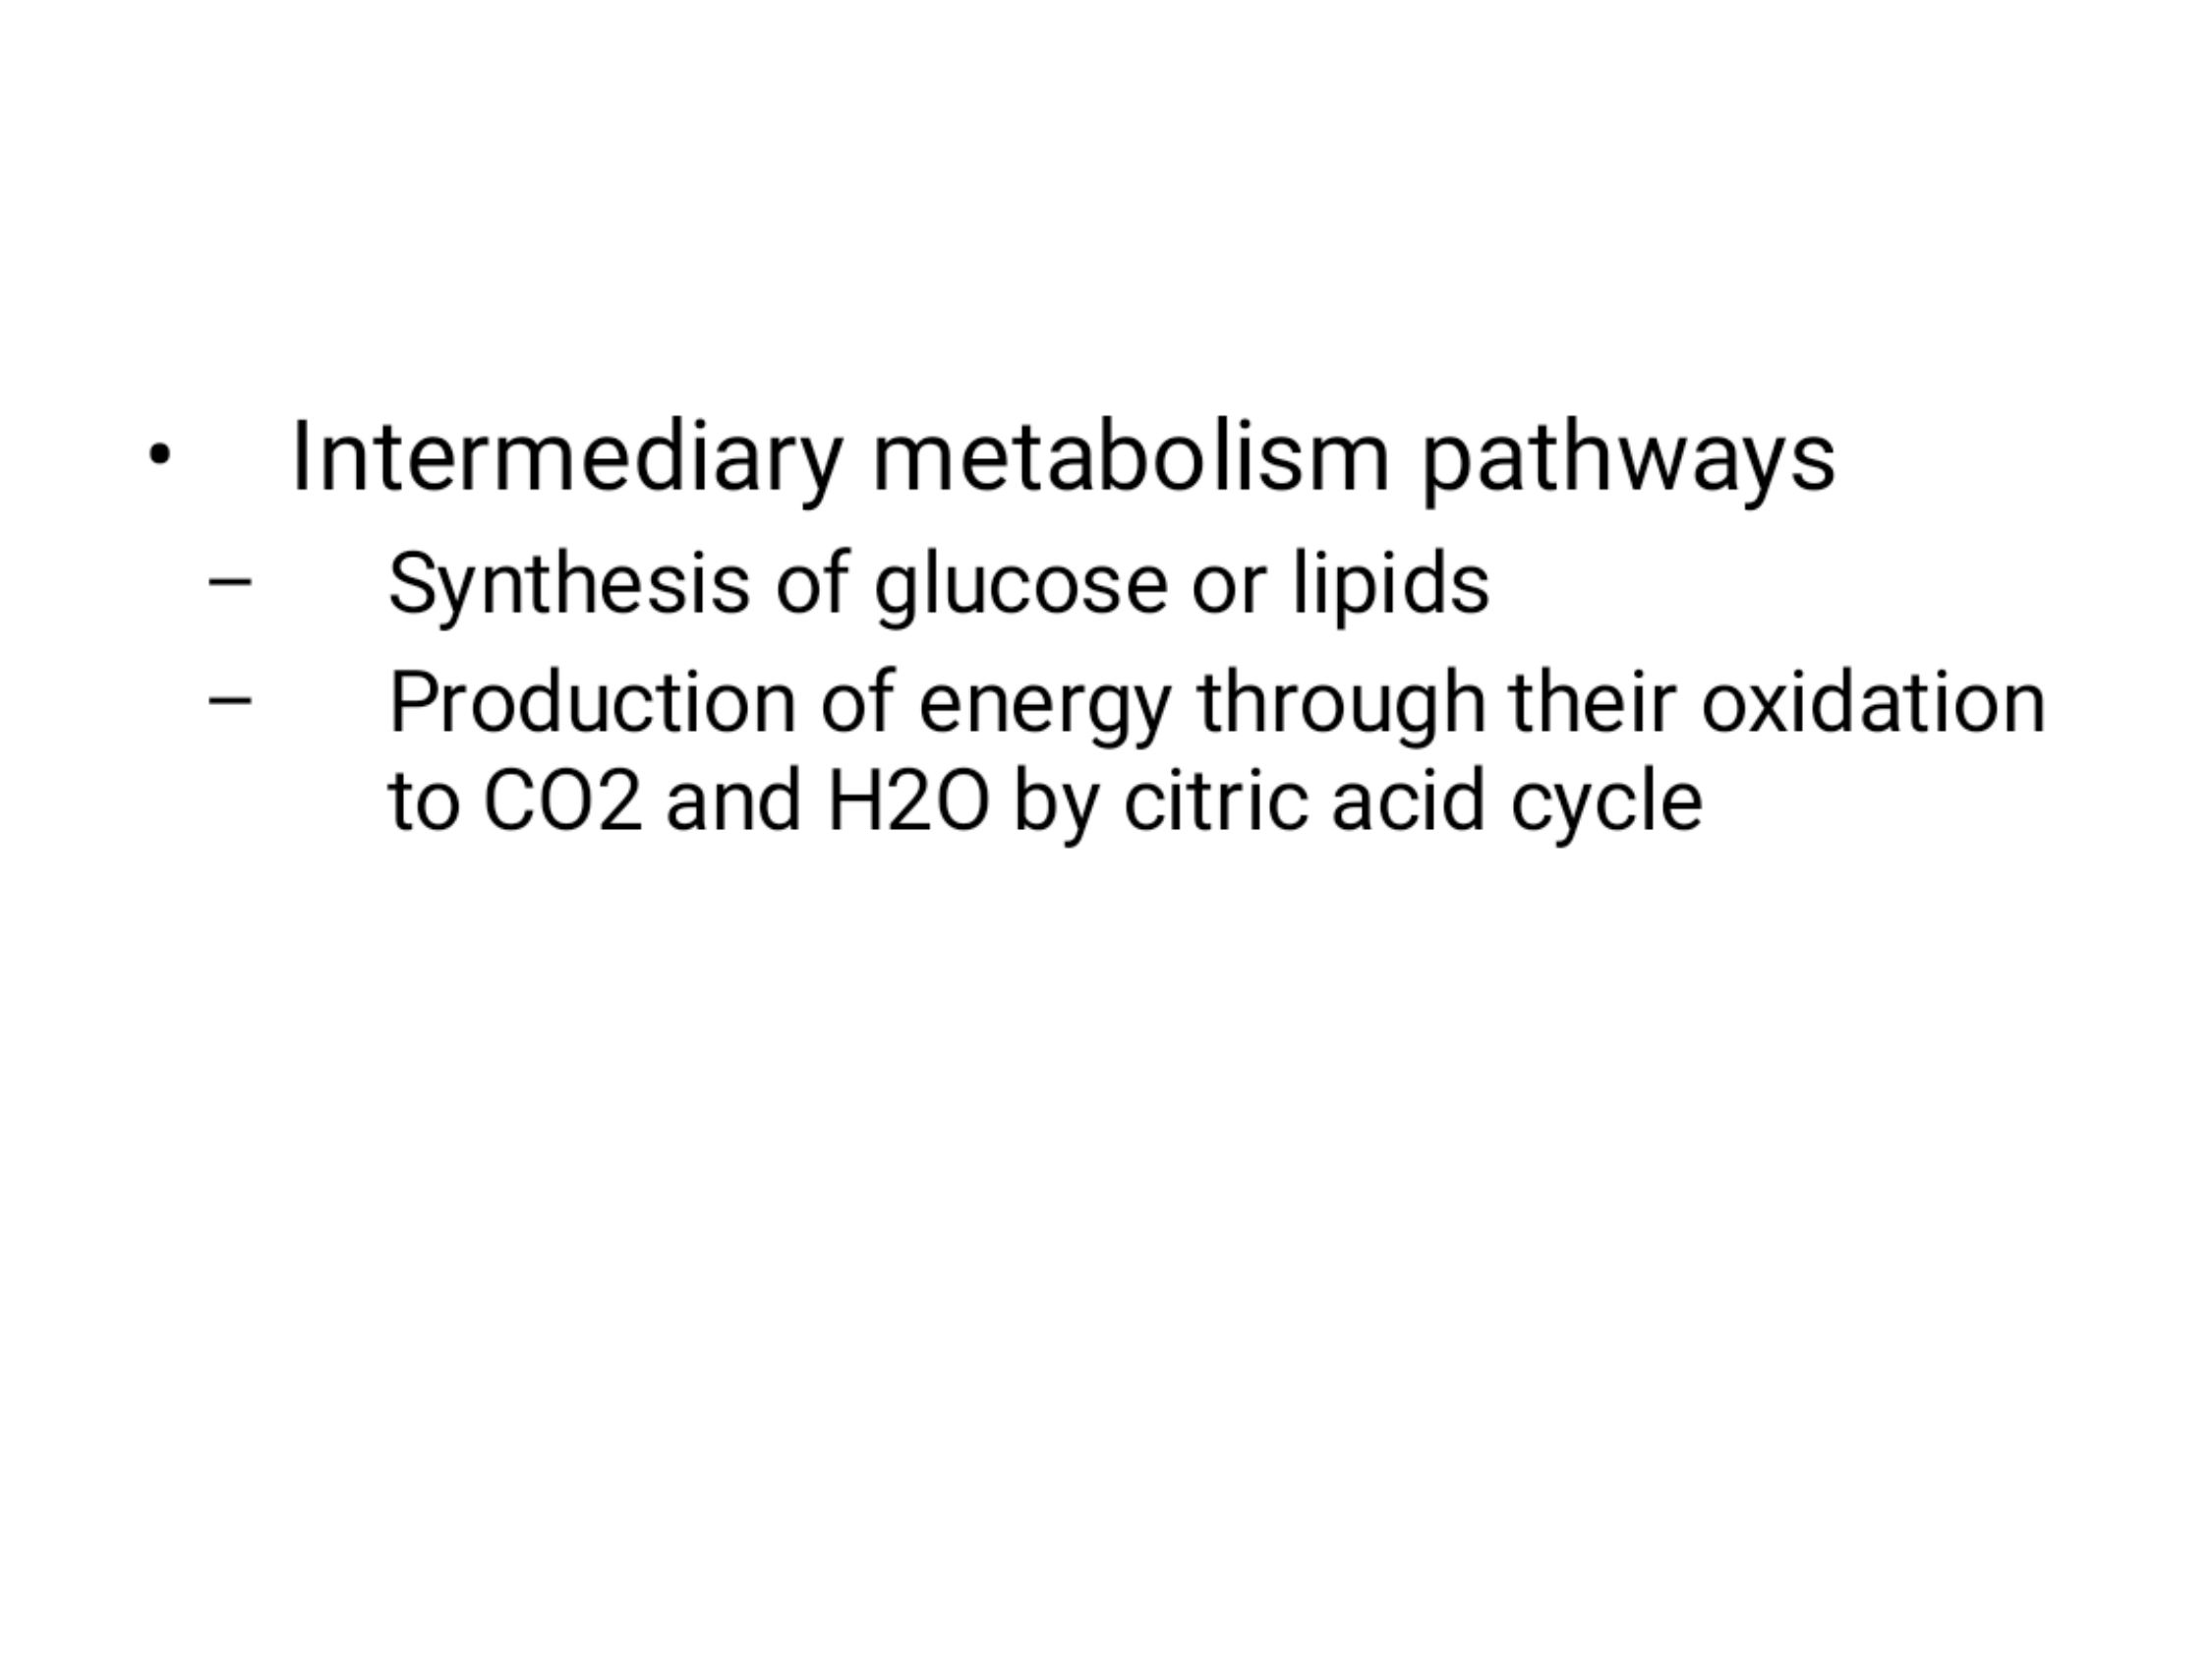 • Intermediary metabolism pathways
– Synthesis of glucose or lipids
– Production of energy through their oxidation
to CO2 and H2O by citric acid cycle